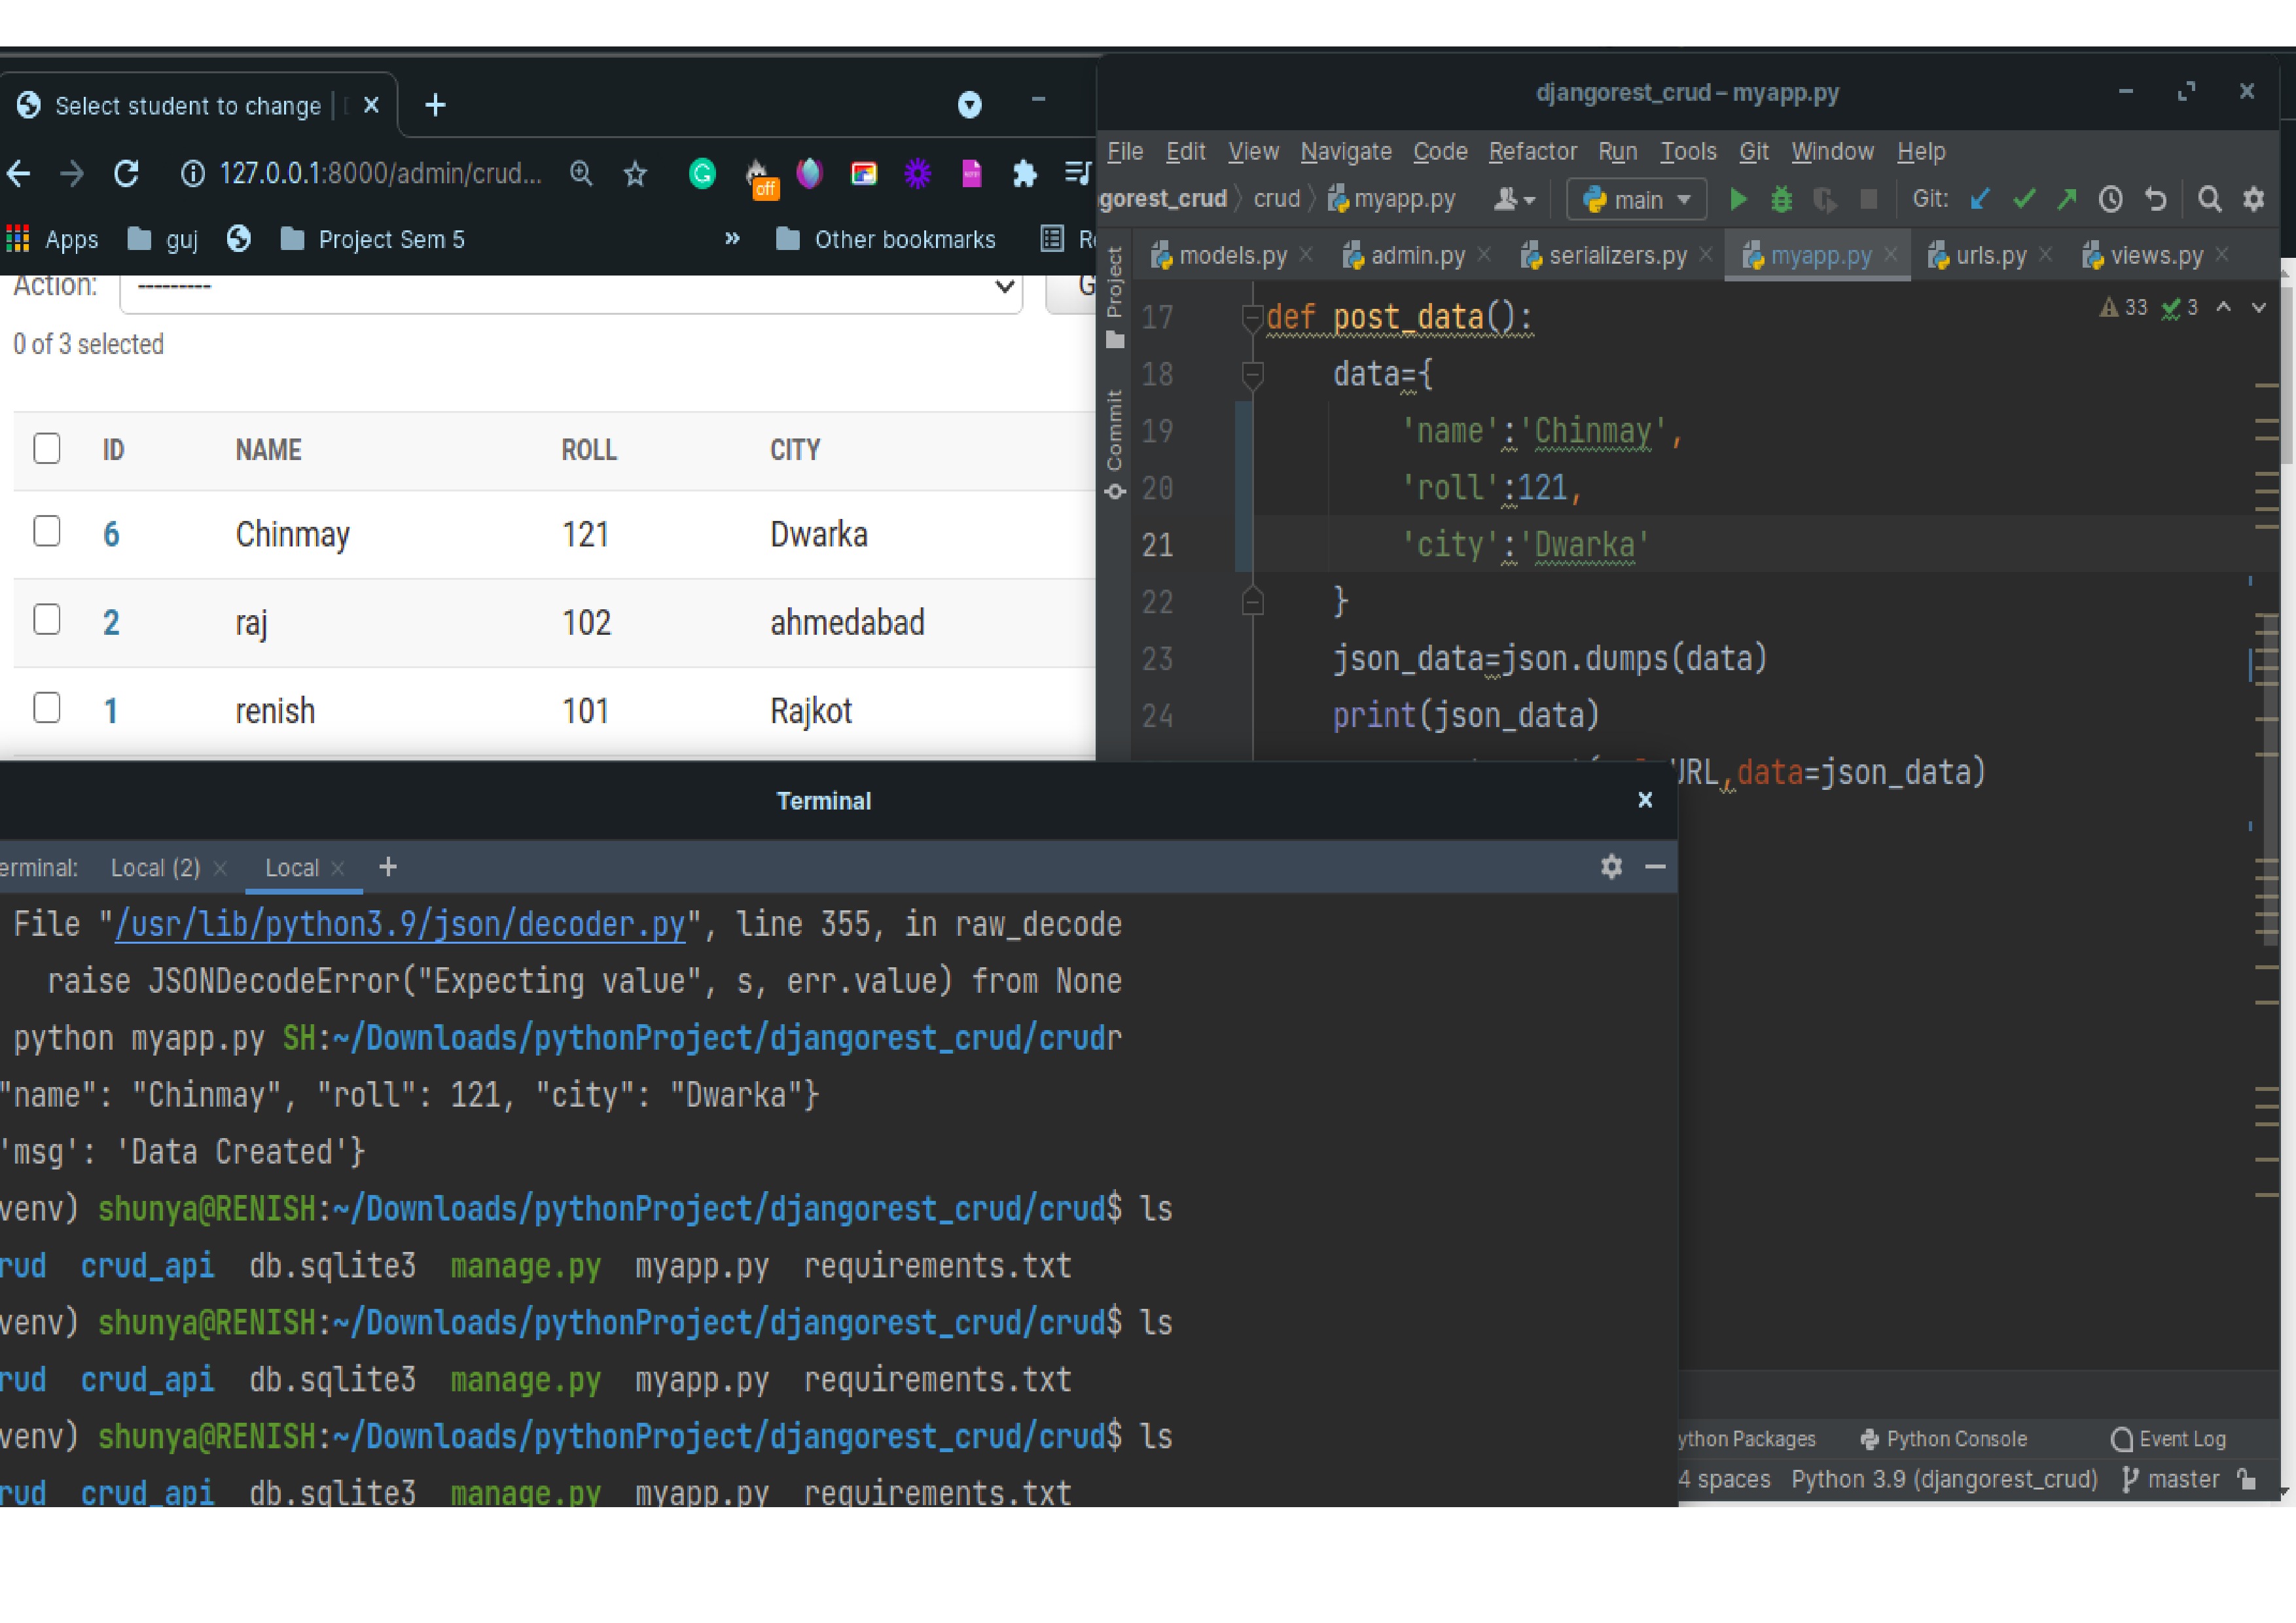 Select student to change
127.0.0.1:8000/admin/crud...
off
Apps guj Project Sem 5 » Other bookmarks
Action: ---------
0 of 3 selected
ID NAME ROLL CITY
6 Chinmay 121 Dwarka
2 raj 102 ahmedabad
1 renish 101 Rajkot
djangorest_crud – myapp.py
File Edit View Navigate Code Refactor Run Tools Git Window Help
gorest_crud crud myapp.py main Git:
models.py admin.py serializers.py myapp.py urls.py views.py
Project
Commit
33 3
17 def post_data():
18 data={
19 'name':'Chinmay',
20 'roll':121,
21 'city':'Dwarka'
22 }
23 json_data=json.dumps(data)
24 print(json_data)
URL,data=json_data)
Terminal
erminal: Local (2) Local
File "/usr/lib/python3.9/json/decoder.py", line 355, in raw_decode
raise JSONDecodeError("Expecting value", s, err.value) from None
python myapp.py SH:~/Downloads/pythonProject/djangorest_crud/crudr
"name": "Chinmay", "roll": 121, "city": "Dwarka"}
'msg': 'Data Created'}
venv) shunya@RENISH:~/Downloads/pythonProject/djangorest_crud/crud$ ls
rud crud_api db.sqlite3 manage.py myapp.py requirements.txt
venv) shunya@RENISH:~/Downloads/pythonProject/djangorest_crud/crud$ ls
rud crud_api db.sqlite3 manage.py myapp.py requirements.txt
venv) shunya@RENISH:~/Downloads/pythonProject/djangorest_crud/crud$ ls
rud crud_api db.sqlite3 manage.py myapp.py requirements.txt
ython Packages Python Console Event Log
4 spaces Python 3.9 (djangorest_crud) master